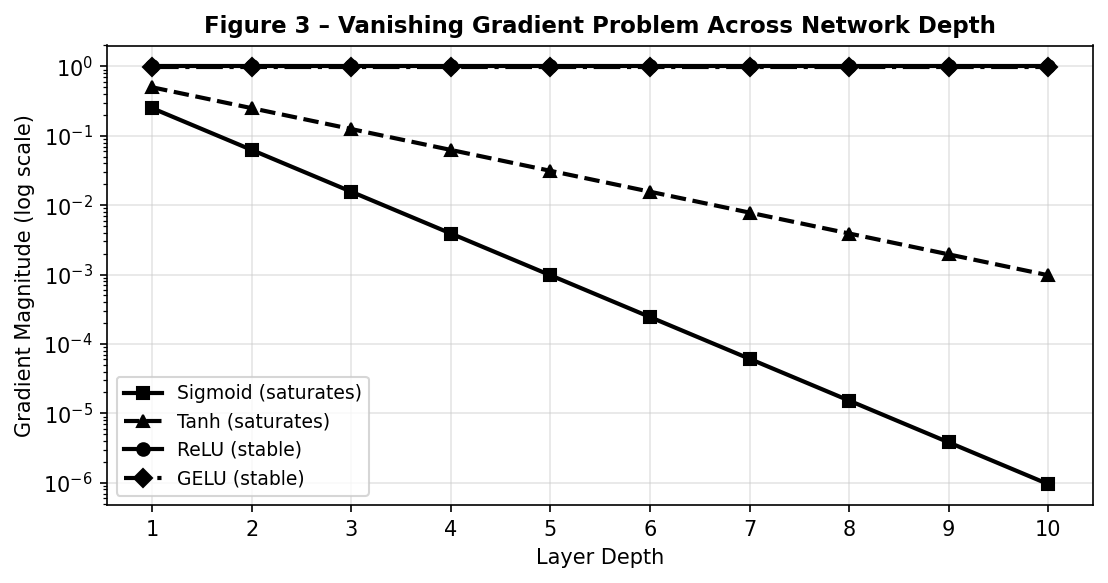 Figure 3 – Vanishing Gradient Problem Across Network Depth
Gradient Magnitude (log scale)
10⁰
10⁻¹
10⁻²
10⁻³
10⁻⁴
10⁻⁵
10⁻⁶
Sigmoid (saturates)
Tanh (saturates)
ReLU (stable)
GELU (stable)
1 2 3 4 5 6 7 8 9 10
Layer Depth